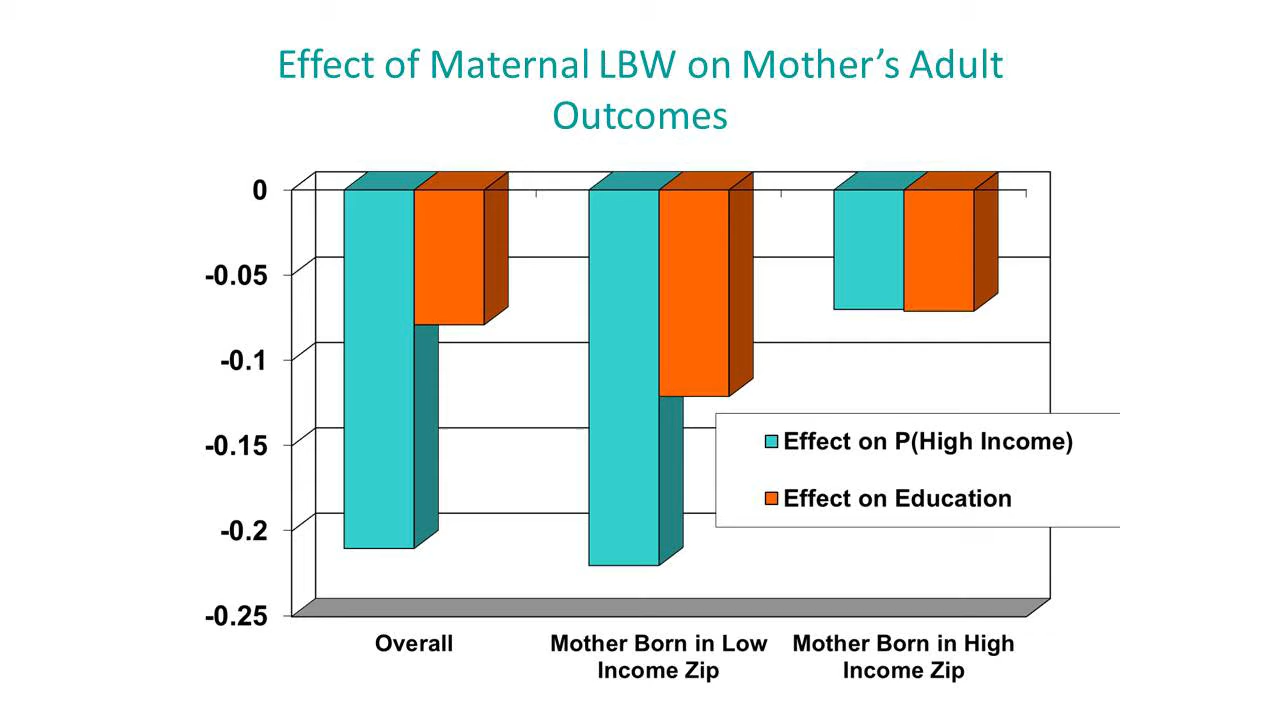 Effect of Maternal LBW on Mother’s Adult
Outcomes
0
-0.05
-0.1
-0.15
-0.2
-0.25
Effect on P(High Income)
Effect on Education
Overall
Mother Born in Low
Income Zip
Mother Born in High
Income Zip